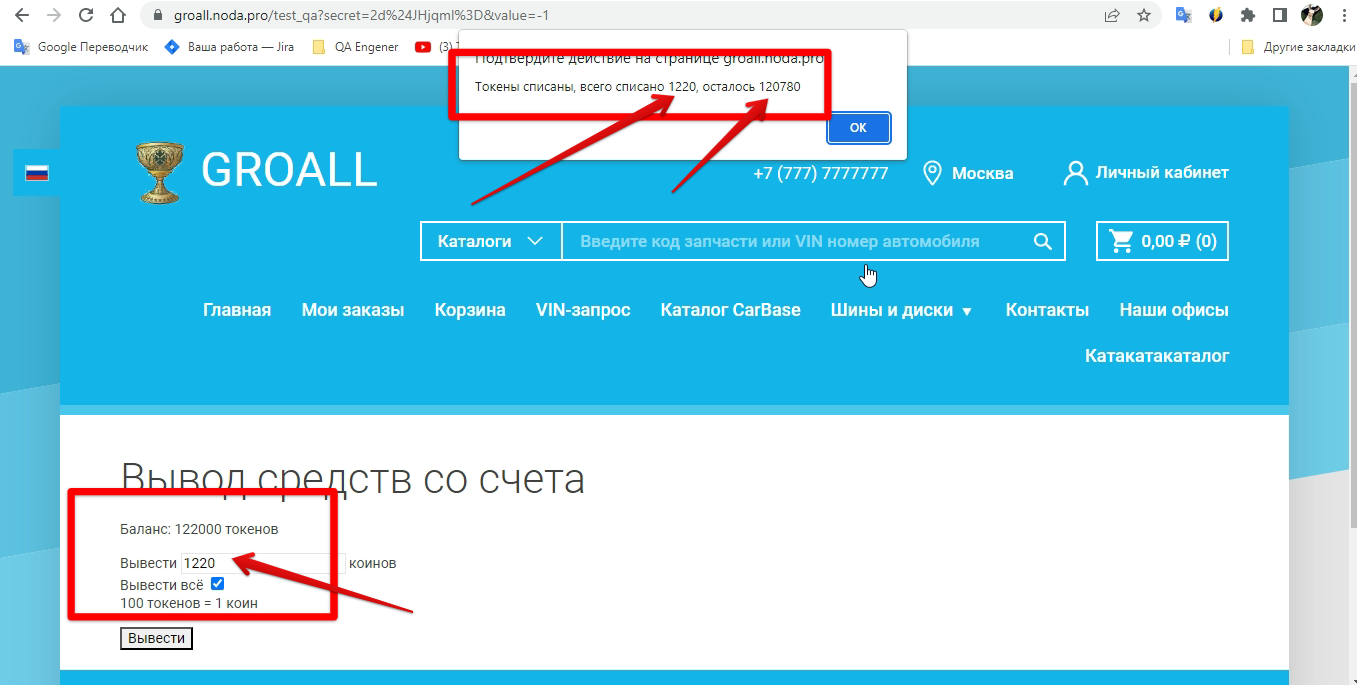 groall.noda.pro/test_qa?secret=2d%24JHjqml%3D&value=-1
Google Переводчик
Ваша работа — Jira
QA Engener
(3)
Другие закладки
Подтвердите действие на странице groall.noda.pro
Токены списаны, всего списано 1220, осталось 120780
OK
GROALL
+7 (777) 7777777
Москва
Личный кабинет
Каталоги
Введите код запчасти или VIN номер автомобиля
0,00 ₽ (0)
Главная
Мои заказы
Корзина
VIN-запрос
Каталог CarBase
Шины и диски ▼
Контакты
Наши офисы
Катакатакаталог
Вывод средств со счета
Баланс: 122000 токенов
Вывести 1220 коинов
Вывести всё
100 токенов = 1 коин
Вывести